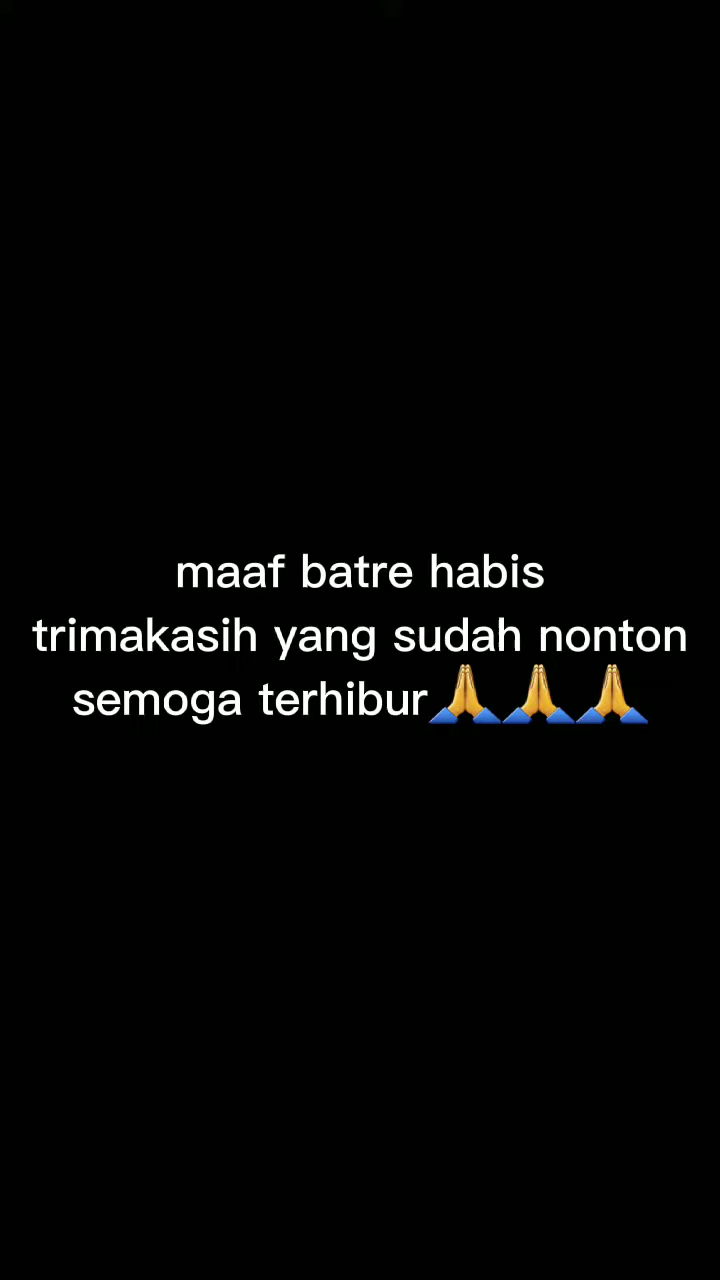 maaf batre habis
trimakasih yang sudah nonton
semoga terhibur🙏🙏🙏